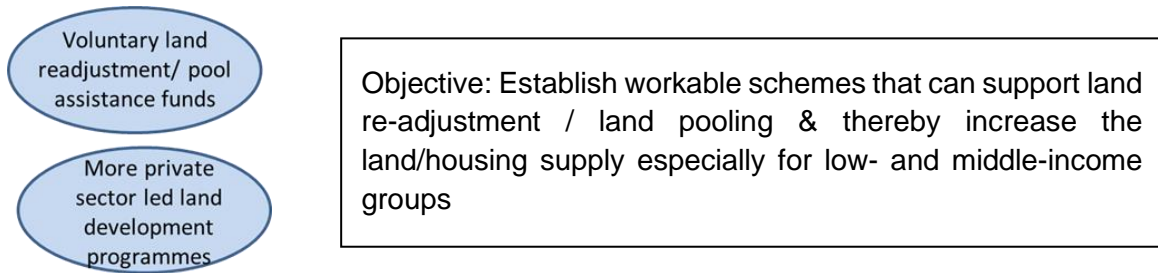 Voluntary land
readjustment/ pool
assistance funds
More private
sector led land
development
programmes
Objective: Establish workable schemes that can support land
re-adjustment / land pooling & thereby increase the
land/housing supply especially for low- and middle-income
groups